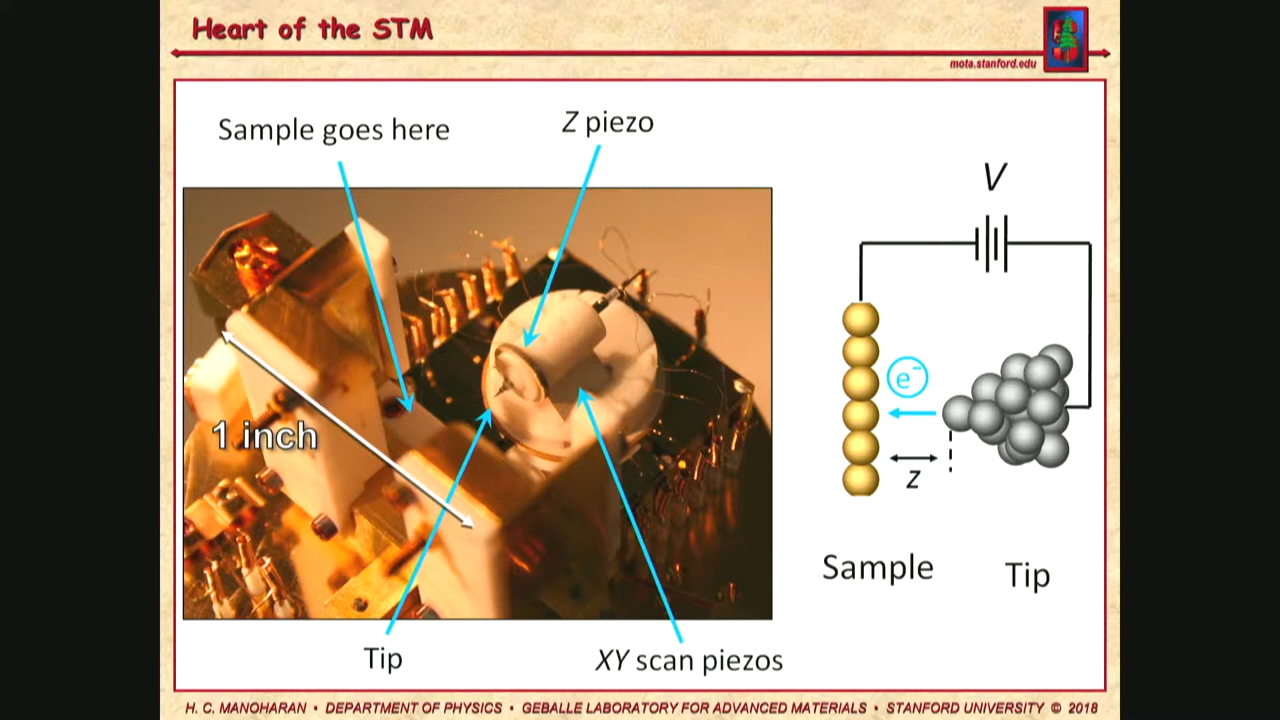 Heart of the STM
mota.stanford.edu
Sample goes here
Z piezo
V
1 inch
e⁻
z
Sample
Tip
Tip
XY scan piezos
H. C. MANOHARAN • DEPARTMENT OF PHYSICS • GEBALLE LABORATORY FOR ADVANCED MATERIALS • STANFORD UNIVERSITY © 2018